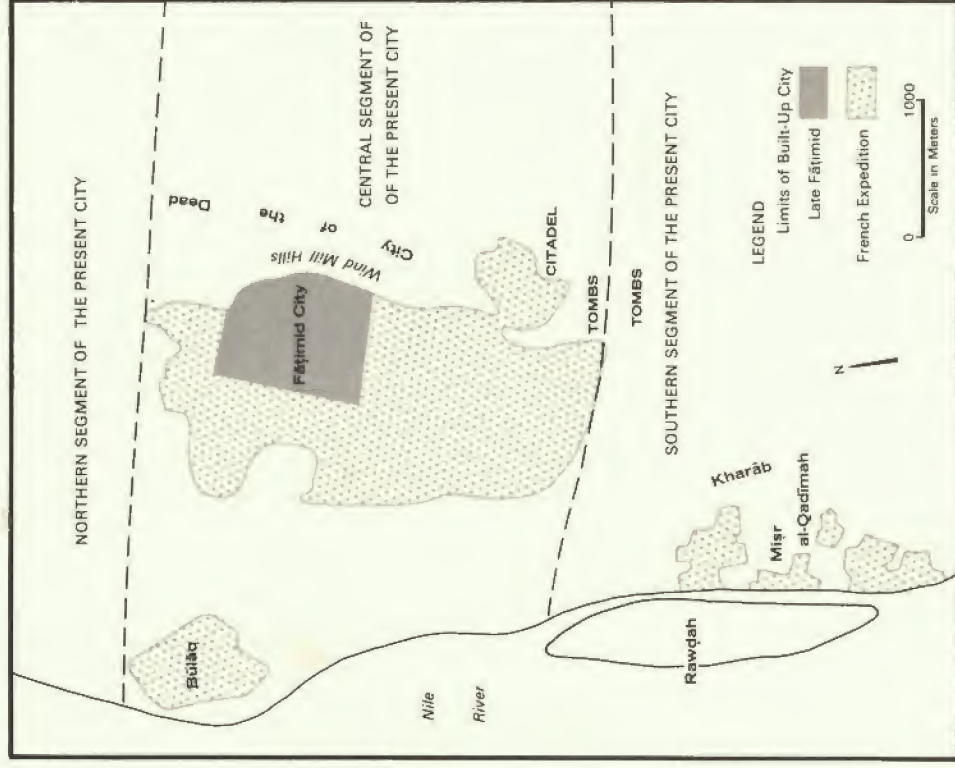 NORTHERN SEGMENT OF THE PRESENT CITY
CENTRAL SEGMENT OF
OF THE PRESENT CITY
City of the Dead
Wind Mill Hills
Fāṭimid City
CITADEL
TOMBS
TOMBS
Būlāq
Nile
River
SOUTHERN SEGMENT OF THE PRESENT CITY
Kharāb
Miṣr
al-Qadīmah
Rawḍah
N
LEGEND
Limits of Built-Up City
Late Fāṭimid
French Expedition
0 1000
Scale in Meters